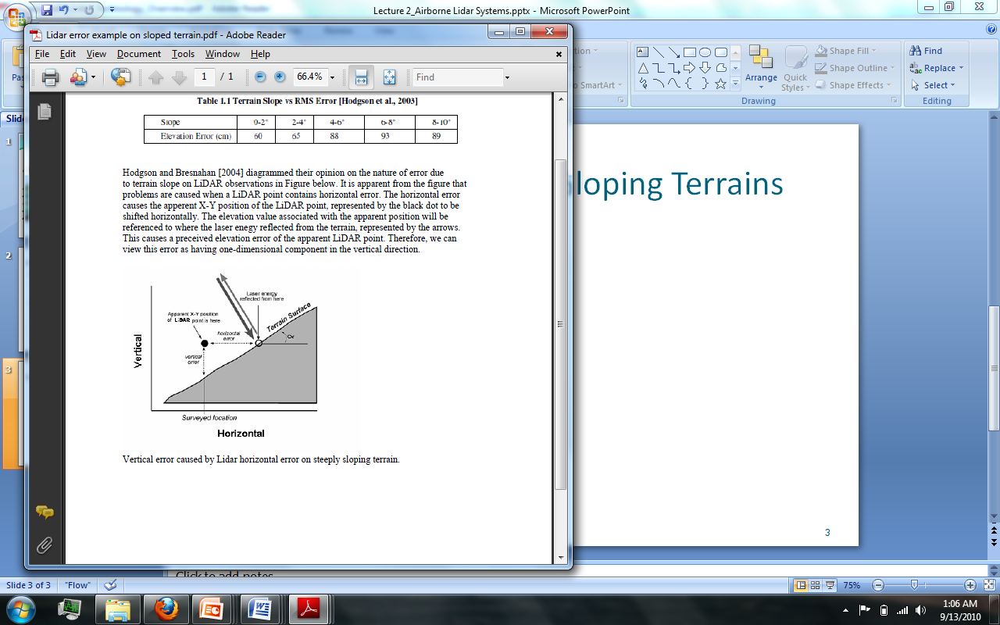 Lecture 2_Airborne Lidar Systems.pptx - Microsoft PowerPoint
Lidar error example on sloped terrain.pdf - Adobe Reader
File Edit View Document Tools Window Help
1 / 1 66.4% Find
Table 1.1 Terrain Slope vs RMS Error [Hodgson et al., 2003]
Slope 0-2° 2-4° 4-6° 6-8° 8-10°
Elevation Error (cm) 60 65 88 93 89
Hodgson and Bresnahan [2004] diagrammed their opinion on the nature of error due
to terrain slope on LiDAR observations in Figure below. It is apparent from the figure that
problems are caused when a LiDAR point contains horizontal error. The horizontal error
causes the apperent X-Y position of the LiDAR point, represented by the black dot to be
shifted horizontally. The elevation value associated with the apparent position will be
referenced to where the laser enegy reflected from the terrain, represented by the arrows.
This causes a preceived elevation error of the apparent LiDAR point. Therefore, we can
view this error as having one-dimensional component in the vertical direction.
Laser energy
reflected from here
Terrain Surface
Apparent X-Y position
of LiDAR point is here
horizontal
error
α
vertical
error
Vertical
Surveyed location
Horizontal
Vertical error caused by Lidar horizontal error on steeply sloping terrain.
Pas
Slid
1
2
3
SmartArt
Arrange
Quick
Styles
Shape Fill
Shape Outline
Shape Effects
Drawing
Find
Replace
Select
Editing
loping Terrains
3
Click to add notes
Slide 3 of 3 "Flow" 75%
1:06 AM
9/13/2010